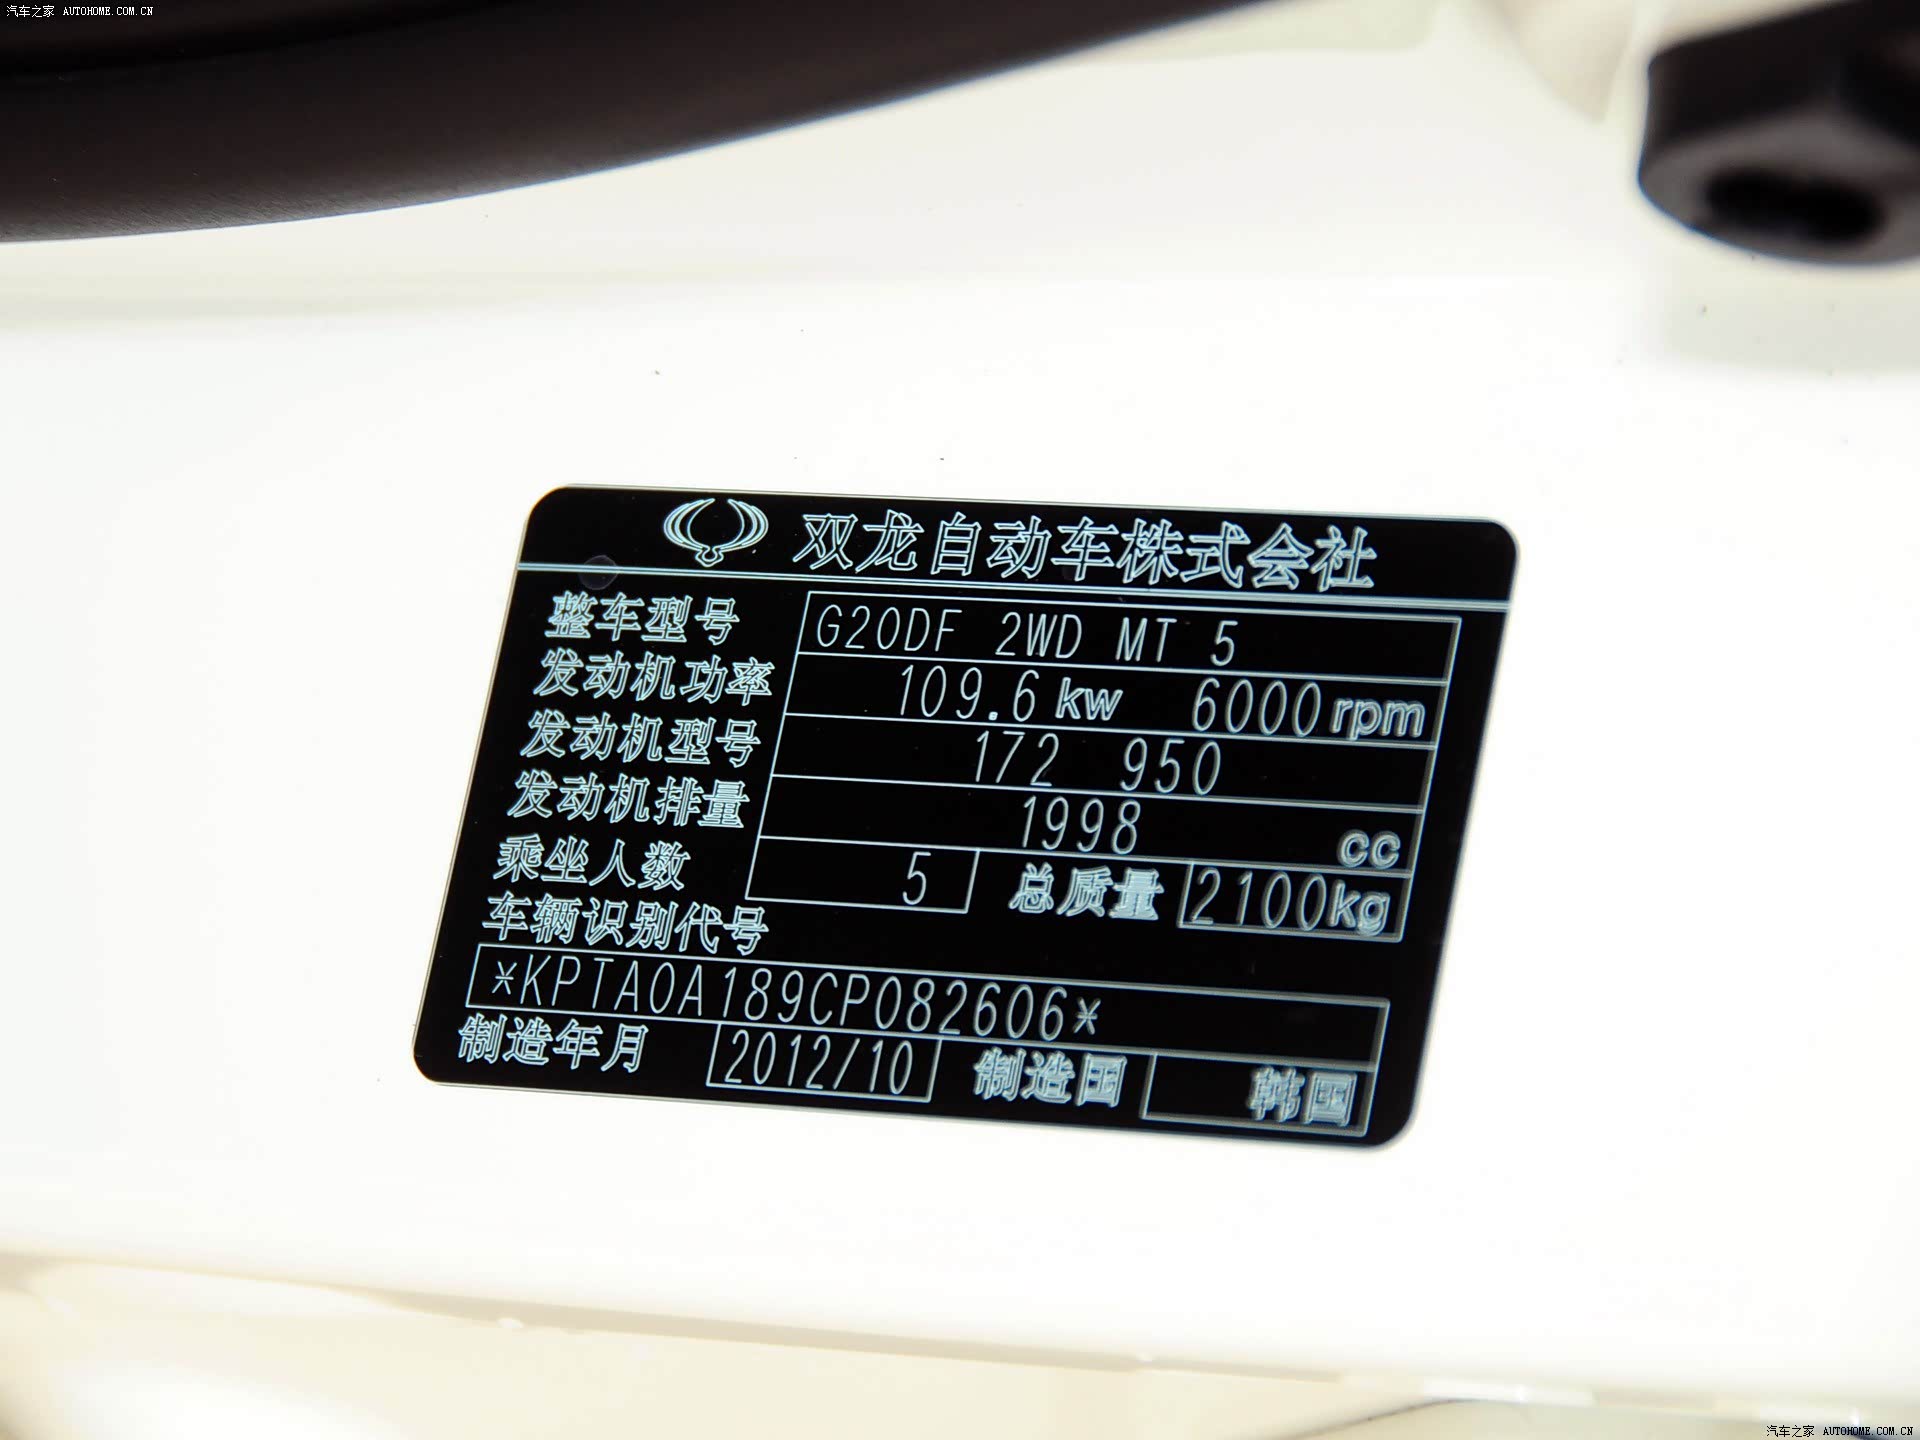 汽车之家 AUTOHOME.COM.CN
双龙自动车株式会社
整车型号 G20DF 2WD MT 5
发动机功率 109.6 kw 6000 rpm
发动机型号 172 950
发动机排量 1998 cc
乘坐人数 5 总质量 2100kg
车辆识别代号
*KPTA0A189CP082606*
制造年月 2012/10 制造国 韩国
汽车之家 AUTOHOME.COM.CN